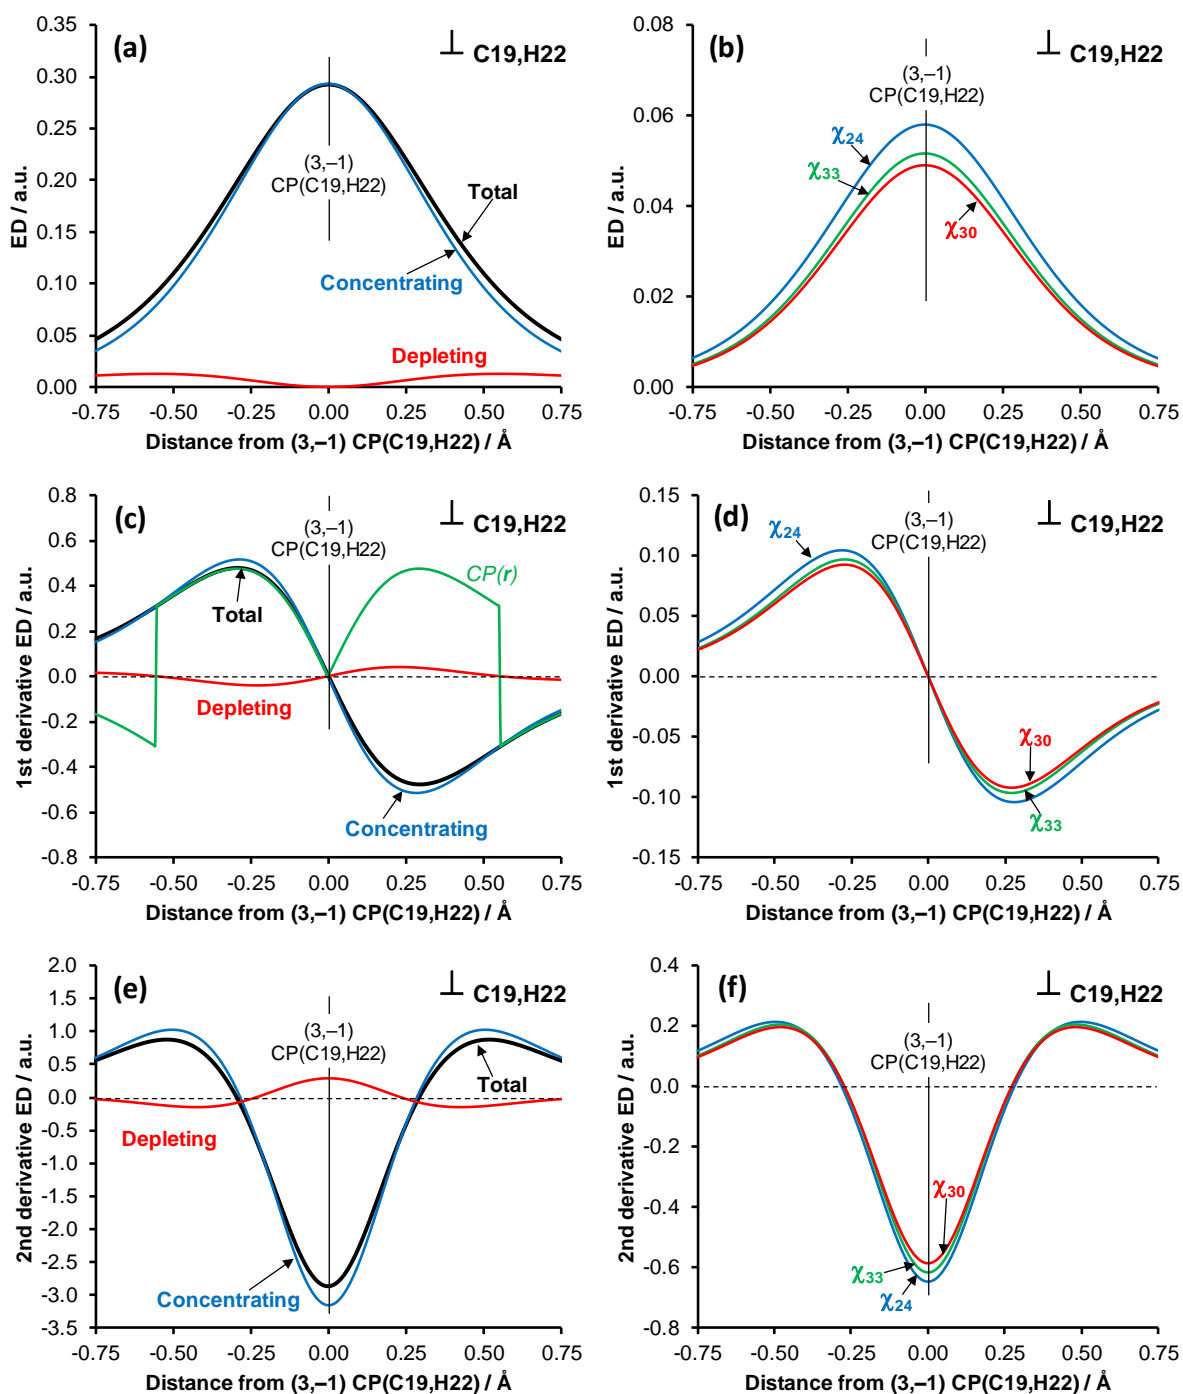 (a)
⊥ C19,H22
(3,–1)
CP(C19,H22)
Total
Concentrating
Depleting
ED / a.u.
0.35
0.30
0.25
0.20
0.15
0.10
0.05
0.00
-0.75 -0.50 -0.25 0.00 0.25 0.50 0.75
Distance from (3,–1) CP(C19,H22) / Å
(b)
⊥ C19,H22
(3,–1)
CP(C19,H22)
χ24
χ33
χ30
ED / a.u.
0.08
0.06
0.04
0.02
0.00
-0.75 -0.50 -0.25 0.00 0.25 0.50 0.75
Distance from (3,–1) CP(C19,H22) / Å
(c)
⊥ C19,H22
(3,–1)
CP(C19,H22)
CP(r)
Total
Depleting
Concentrating
1st derivative ED / a.u.
0.8
0.6
0.4
0.2
0.0
-0.2
-0.4
-0.6
-0.8
-0.75 -0.50 -0.25 0.00 0.25 0.50 0.75
Distance from (3,–1) CP(C19,H22) / Å
(d)
⊥ C19,H22
(3,–1)
CP(C19,H22)
χ24
χ30
χ33
1st derivative ED / a.u.
0.15
0.10
0.05
0.00
-0.05
-0.10
-0.15
-0.75 -0.50 -0.25 0.00 0.25 0.50 0.75
Distance from (3,–1) CP(C19,H22) / Å
(e)
⊥ C19,H22
(3,–1)
CP(C19,H22)
Total
Depleting
Concentrating
2nd derivative ED / a.u.
2.0
1.5
1.0
0.5
0.0
-0.5
-1.0
-1.5
-2.0
-2.5
-3.0
-3.5
-0.75 -0.50 -0.25 0.00 0.25 0.50 0.75
Distance from (3,–1) CP(C19,H22) / Å
(f)
⊥ C19,H22
(3,–1)
CP(C19,H22)
χ30
χ33
χ24
2nd derivative ED / a.u.
0.4
0.2
0.0
-0.2
-0.4
-0.6
-0.8
-0.75 -0.50 -0.25 0.00 0.25 0.50 0.75
Distance from (3,–1) CP(C19,H22) / Å